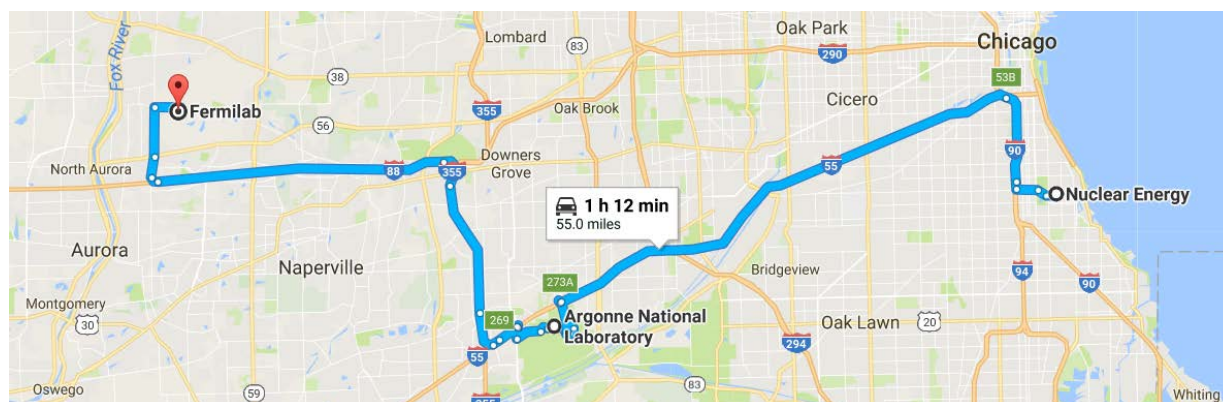 Fox River
Lombard
83
Oak Park
290
Chicago
38
53B
Fermilab
355
Oak Brook
Cicero
56
North Aurora
88
355
Downers
Grove
55
90
Nuclear Energy
1 h 12 min
55.0 miles
Aurora
Naperville
273A
Bridgeview
94
90
Montgomery
30
269
Argonne National
Laboratory
Oak Lawn
20
55
294
Oswego
59
355
83
Whiting